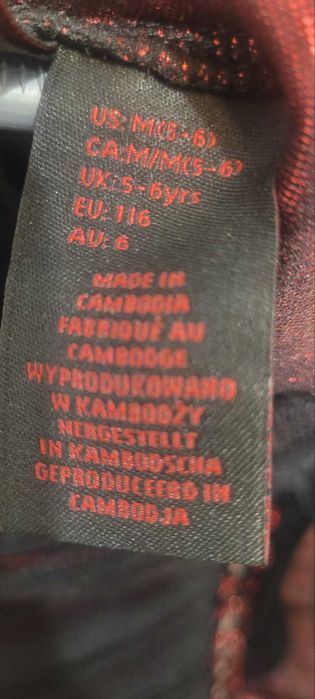 US: M(5-6)
CA: M/M(5-6)
UK: 5-6yrs
EU: 116
AU: 6
MADE IN
CAMBODIA
FABRIQUÉ AU
CAMBODGE
WYPRODUKOWANO
W KAMBODŻY
HERGESTELLT
IN KAMBODSCHA
GEPRODUCEERD IN
CAMBODJA